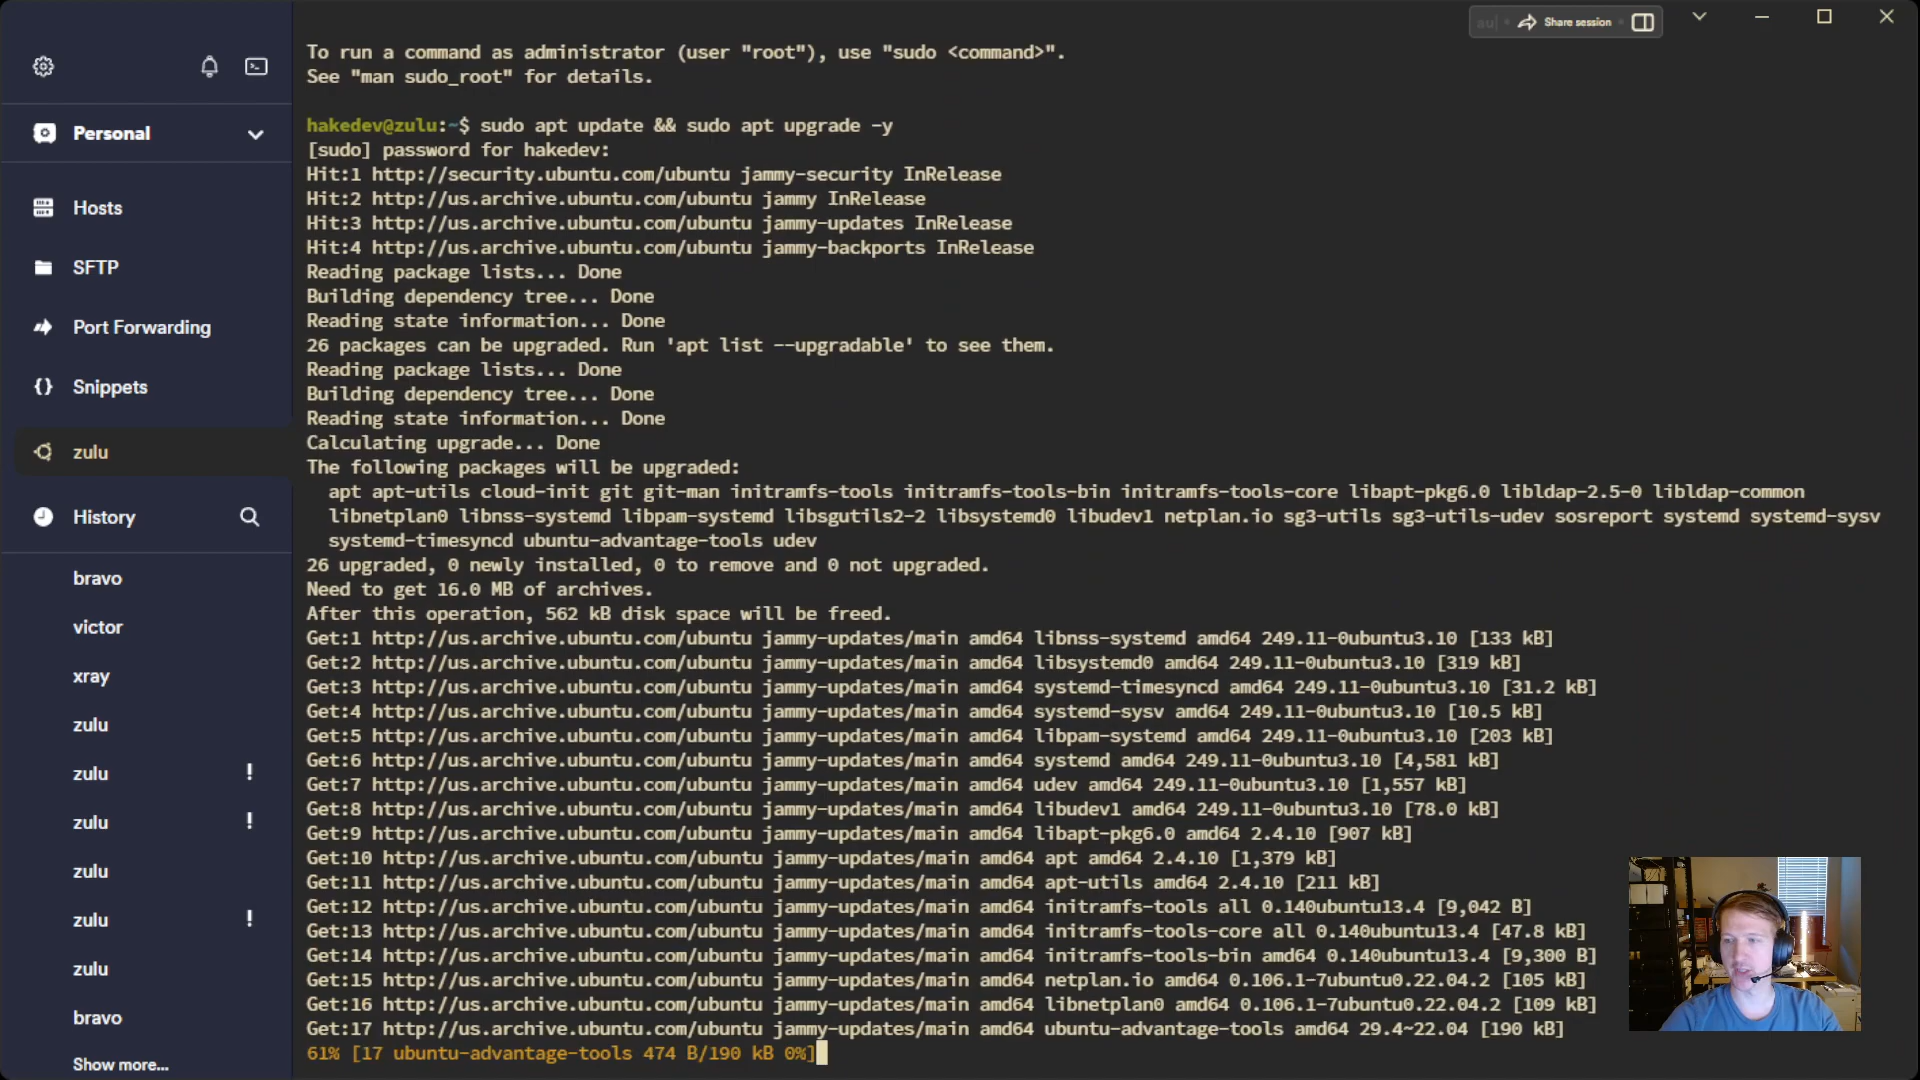 Share session
To run a command as administrator (user "root"), use "sudo <command>".
See "man sudo_root" for details.
hakedev@zulu:~$ sudo apt update && sudo apt upgrade -y
[sudo] password for hakedev:
Hit:1 http://security.ubuntu.com/ubuntu jammy-security InRelease
Hit:2 http://us.archive.ubuntu.com/ubuntu jammy InRelease
Hit:3 http://us.archive.ubuntu.com/ubuntu jammy-updates InRelease
Hit:4 http://us.archive.ubuntu.com/ubuntu jammy-backports InRelease
Reading package lists... Done
Building dependency tree... Done
Reading state information... Done
26 packages can be upgraded. Run 'apt list --upgradable' to see them.
Reading package lists... Done
Building dependency tree... Done
Reading state information... Done
Calculating upgrade... Done
The following packages will be upgraded:
apt apt-utils cloud-init git git-man initramfs-tools initramfs-tools-bin initramfs-tools-core libapt-pkg6.0 libldap-2.5-0 libldap-common
libnetplan0 libnss-systemd libpam-systemd libsgutils2-2 libsystemd0 libudev1 netplan.io sg3-utils sg3-utils-udev sosreport systemd systemd-sysv
systemd-timesyncd ubuntu-advantage-tools udev
26 upgraded, 0 newly installed, 0 to remove and 0 not upgraded.
Need to get 16.0 MB of archives.
After this operation, 562 kB disk space will be freed.
Get:1 http://us.archive.ubuntu.com/ubuntu jammy-updates/main amd64 libnss-systemd amd64 249.11-0ubuntu3.10 [133 kB]
Get:2 http://us.archive.ubuntu.com/ubuntu jammy-updates/main amd64 libsystemd0 amd64 249.11-0ubuntu3.10 [319 kB]
Get:3 http://us.archive.ubuntu.com/ubuntu jammy-updates/main amd64 systemd-timesyncd amd64 249.11-0ubuntu3.10 [31.2 kB]
Get:4 http://us.archive.ubuntu.com/ubuntu jammy-updates/main amd64 systemd-sysv amd64 249.11-0ubuntu3.10 [10.5 kB]
Get:5 http://us.archive.ubuntu.com/ubuntu jammy-updates/main amd64 libpam-systemd amd64 249.11-0ubuntu3.10 [203 kB]
Get:6 http://us.archive.ubuntu.com/ubuntu jammy-updates/main amd64 systemd amd64 249.11-0ubuntu3.10 [4,581 kB]
Get:7 http://us.archive.ubuntu.com/ubuntu jammy-updates/main amd64 udev amd64 249.11-0ubuntu3.10 [1,557 kB]
Get:8 http://us.archive.ubuntu.com/ubuntu jammy-updates/main amd64 libudev1 amd64 249.11-0ubuntu3.10 [78.0 kB]
Get:9 http://us.archive.ubuntu.com/ubuntu jammy-updates/main amd64 libapt-pkg6.0 amd64 2.4.10 [907 kB]
Get:10 http://us.archive.ubuntu.com/ubuntu jammy-updates/main amd64 apt amd64 2.4.10 [1,379 kB]
Get:11 http://us.archive.ubuntu.com/ubuntu jammy-updates/main amd64 apt-utils amd64 2.4.10 [211 kB]
Get:12 http://us.archive.ubuntu.com/ubuntu jammy-updates/main amd64 initramfs-tools all 0.140ubuntu13.4 [9,042 B]
Get:13 http://us.archive.ubuntu.com/ubuntu jammy-updates/main amd64 initramfs-tools-core all 0.140ubuntu13.4 [47.8 kB]
Get:14 http://us.archive.ubuntu.com/ubuntu jammy-updates/main amd64 initramfs-tools-bin amd64 0.140ubuntu13.4 [9,300 B]
Get:15 http://us.archive.ubuntu.com/ubuntu jammy-updates/main amd64 netplan.io amd64 0.106.1-7ubuntu0.22.04.2 [105 kB]
Get:16 http://us.archive.ubuntu.com/ubuntu jammy-updates/main amd64 libnetplan0 amd64 0.106.1-7ubuntu0.22.04.2 [109 kB]
Get:17 http://us.archive.ubuntu.com/ubuntu jammy-updates/main amd64 ubuntu-advantage-tools amd64 29.4~22.04 [190 kB]
61% [17 ubuntu-advantage-tools 474 B/190 kB 0%]
Personal
Hosts
SFTP
Port Forwarding
Snippets
zulu
History
bravo
victor
xray
zulu
zulu !
zulu !
zulu
zulu !
zulu
bravo
Show more...